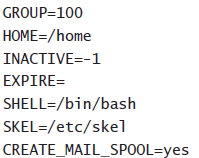 GROUP=100
HOME=/home
INACTIVE=-1
EXPIRE=
SHELL=/bin/bash
SKEL=/etc/skel
CREATE_MAIL_SPOOL=yes